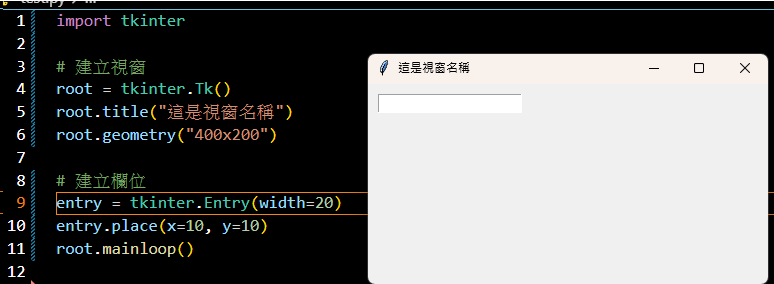 1 import tkinter
2
3 # 建立視窗
4 root = tkinter.Tk()
5 root.title("這是視窗名稱")
6 root.geometry("400x200")
7
8 # 建立欄位
9 entry = tkinter.Entry(width=20)
10 entry.place(x=10, y=10)
11 root.mainloop()
12
這是視窗名稱